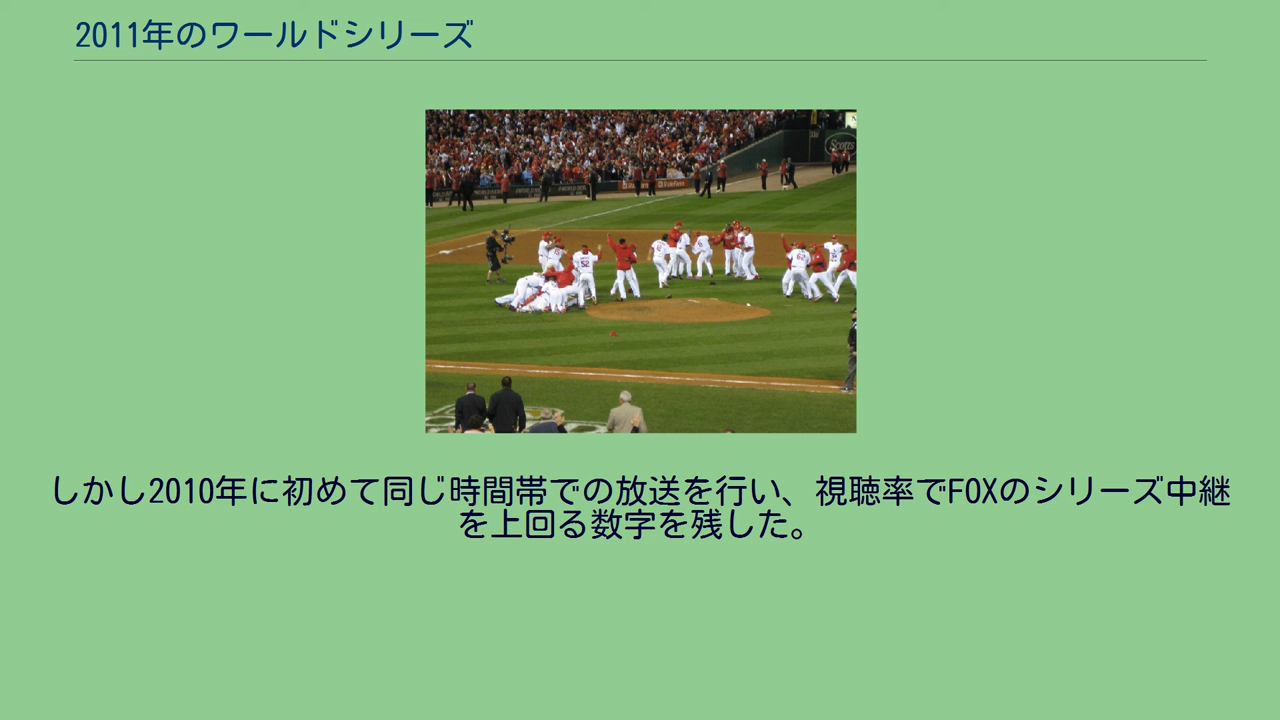 2011年のワールドシリーズ
Scotts
StateFarm
52
しかし2010年に初めて同じ時間帯での放送を行い、視聴率でFOXのシリーズ中継
を上回る数字を残した。